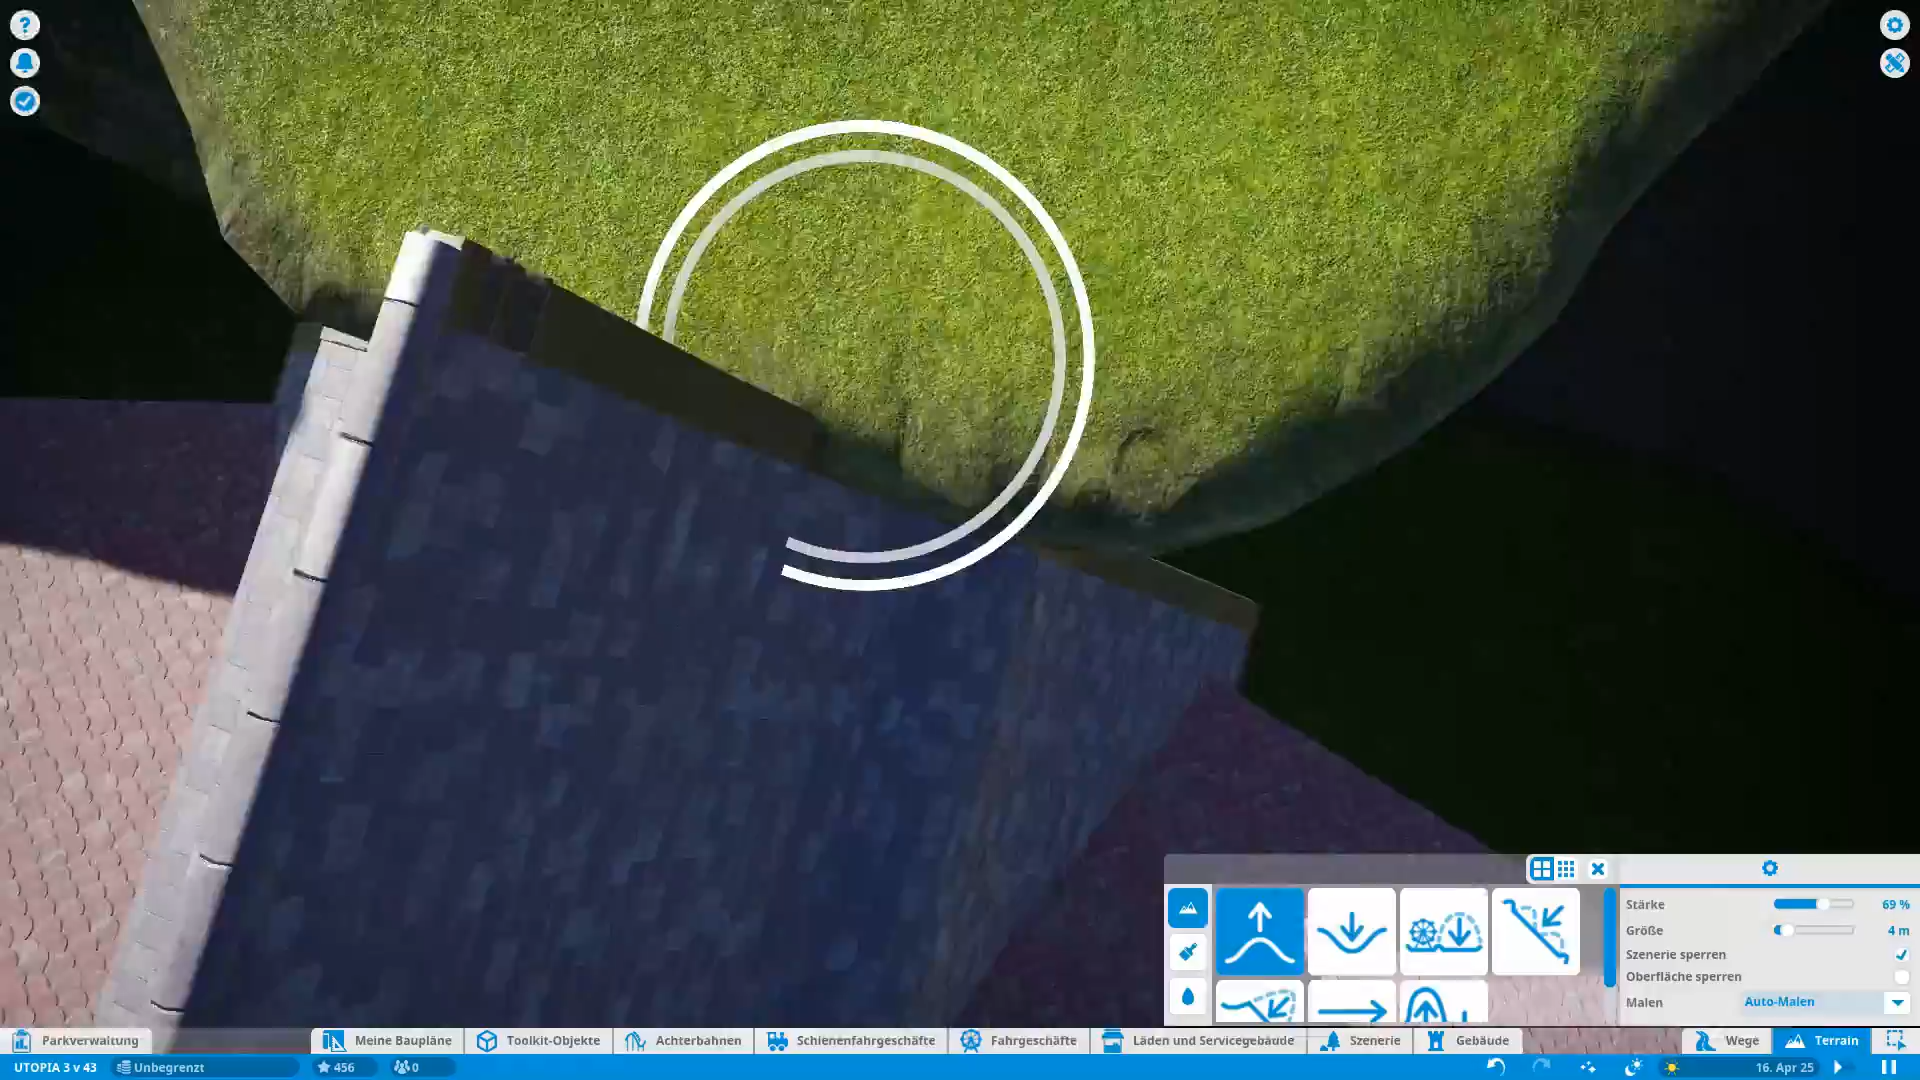 Stärke 69 %
Größe 4 m
Szenerie sperren
Oberfläche sperren
Malen Auto-Malen
Parkverwaltung Meine Baupläne Toolkit-Objekte Achterbahnen Schienenfahrgeschäfte Fahrgeschäfte Läden und Servicegebäude Szenerie Gebäude Wege Terrain
UTOPIA 3 v 43 Unbegrenzt 456 0 16. Apr 25